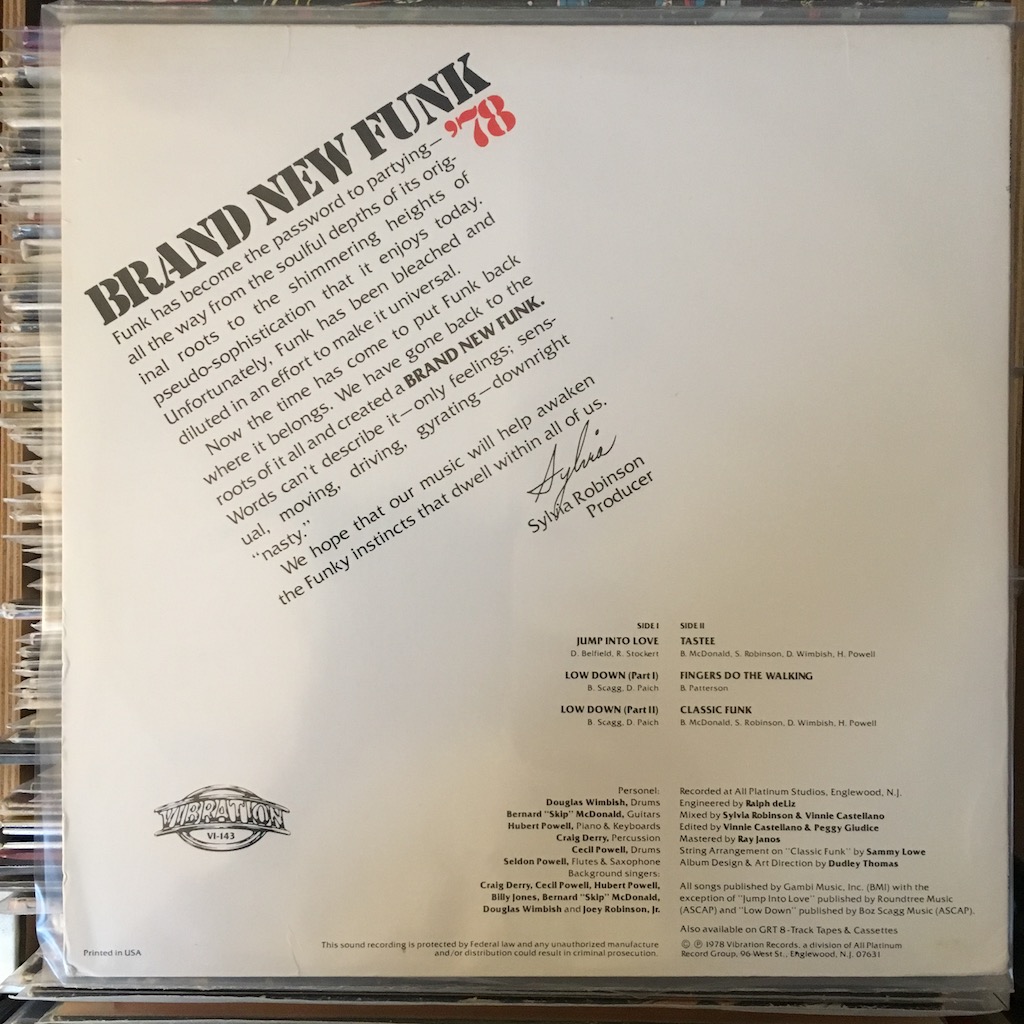 BRAND NEW FUNK
'78
Funk has become the password to partying—
all the way from the soulful depths of its orig-
inal roots to the shimmering heights of
pseudo-sophistication that it enjoys today.
Unfortunately, Funk has been bleached and
diluted in an effort to make it universal.
Now the time has come to put Funk back
where it belongs. We have gone back to the
roots of it all and created a BRAND NEW FUNK.
Words can't describe it—only feelings; sens-
ual, moving, driving, gyrating—downright
"nasty."
We hope that our music will help awaken
the Funky instincts that dwell within all of us.
Sylvia
Sylvia Robinson
Producer
SIDE I
JUMP INTO LOVE
D. Belfield, R. Stockert
LOW DOWN (Part I)
B. Scagg, D. Paich
LOW DOWN (Part II)
B. Scagg, D. Paich
SIDE II
TASTEE
B. McDonald, S. Robinson, D. Wimbish, H. Powell
FINGERS DO THE WALKING
B. Patterson
CLASSIC FUNK
B. McDonald, S. Robinson, D. Wimbish, H. Powell
VIBRATION
VI-143
Personel:
Douglas Wimbish, Drums
Bernard "Skip" McDonald, Guitars
Hubert Powell, Piano & Keyboards
Craig Derry, Percussion
Cecil Powell, Drums
Seldon Powell, Flutes & Saxophone
Background singers:
Craig Derry, Cecil Powell, Hubert Powell,
Billy Jones, Bernard "Skip" McDonald,
Douglas Wimbish and Joey Robinson, Jr.
Recorded at All Platinum Studios, Englewood, N.J.
Engineered by Ralph deLiz
Mixed by Sylvia Robinson & Vinnie Castellano
Edited by Vinnie Castellano & Peggy Giudice
Mastered by Ray Janos
String Arrangement on "Classic Funk" by Sammy Lowe
Album Design & Art Direction by Dudley Thomas
All songs published by Gambi Music, Inc. (BMI) with the
exception of "Jump Into Love" published by Roundtree Music
(ASCAP) and "Low Down" published by Boz Scagg Music (ASCAP).
Also available on GRT 8-Track Tapes & Cassettes
© ℗ 1978 Vibration Records, a division of All Platinum
Record Group, 96 West St., Englewood, N.J. 07631
Printed in USA
This sound recording is protected by Federal law and any unauthorized manufacture
and/or distribution could result in criminal prosecution.